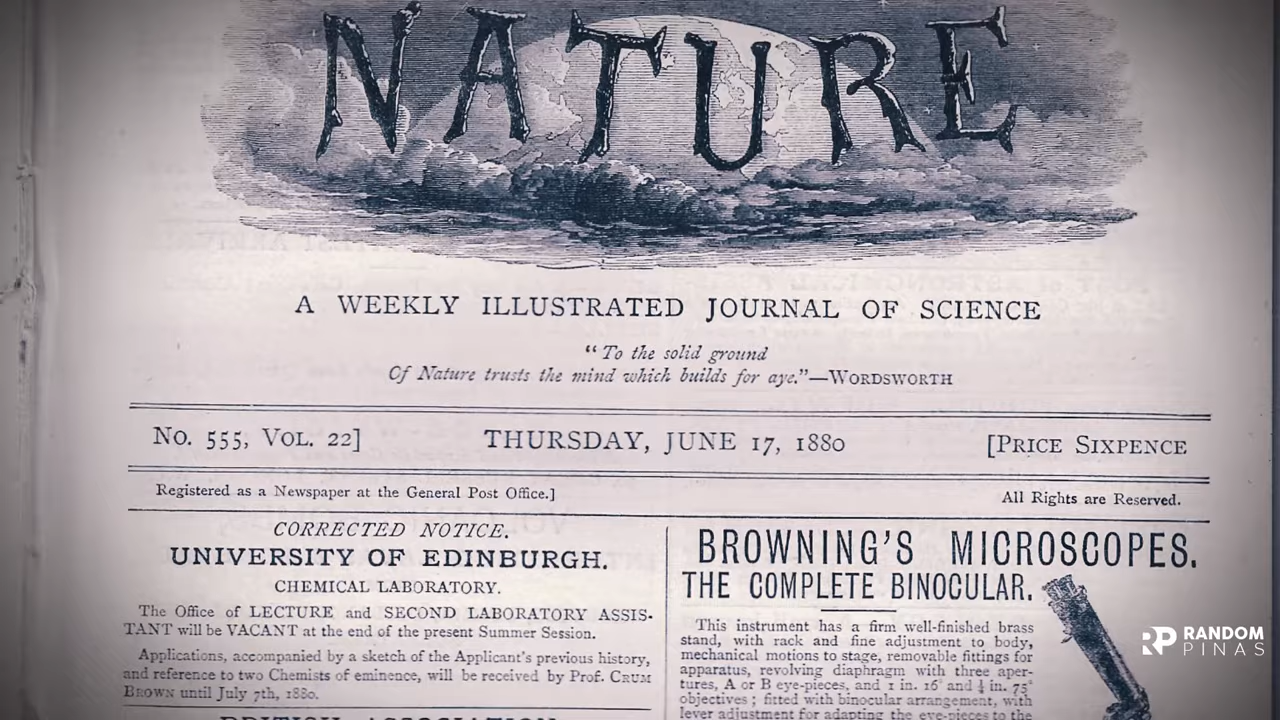 NATURE
A WEEKLY ILLUSTRATED JOURNAL OF SCIENCE
"To the solid ground
Of Nature trusts the mind which builds for aye."—WORDSWORTH
No. 555, VOL. 22]
THURSDAY, JUNE 17, 1880
[PRICE SIXPENCE
Registered as a Newspaper at the General Post Office.]
All Rights are Reserved.
CORRECTED NOTICE.
UNIVERSITY OF EDINBURGH.
CHEMICAL LABORATORY.
The Office of LECTURE and SECOND LABORATORY ASSIS-
TANT will be VACANT at the end of the present Summer Session.
Applications, accompanied by a sketch of the Applicant's previous history,
and reference to two Chemists of eminence, will be received by Prof. CRUM
BROWN until July 7th, 1880.
BRITISH ASSOCIATION
BROWNING'S MICROSCOPES.
THE COMPLETE BINOCULAR.
This instrument has a firm well-finished brass
stand, with rack and fine adjustment to body,
mechanical motions to stage, removable fittings for
apparatus, revolving diaphragm with three aper-
tures, A or B eye-pieces, and 1 in. 16° and ¼ in. 75°
objectives; fitted with binocular arrangement, with
lever adjustment for adapting the eye-pieces to the
RP RANDOM
PINAS